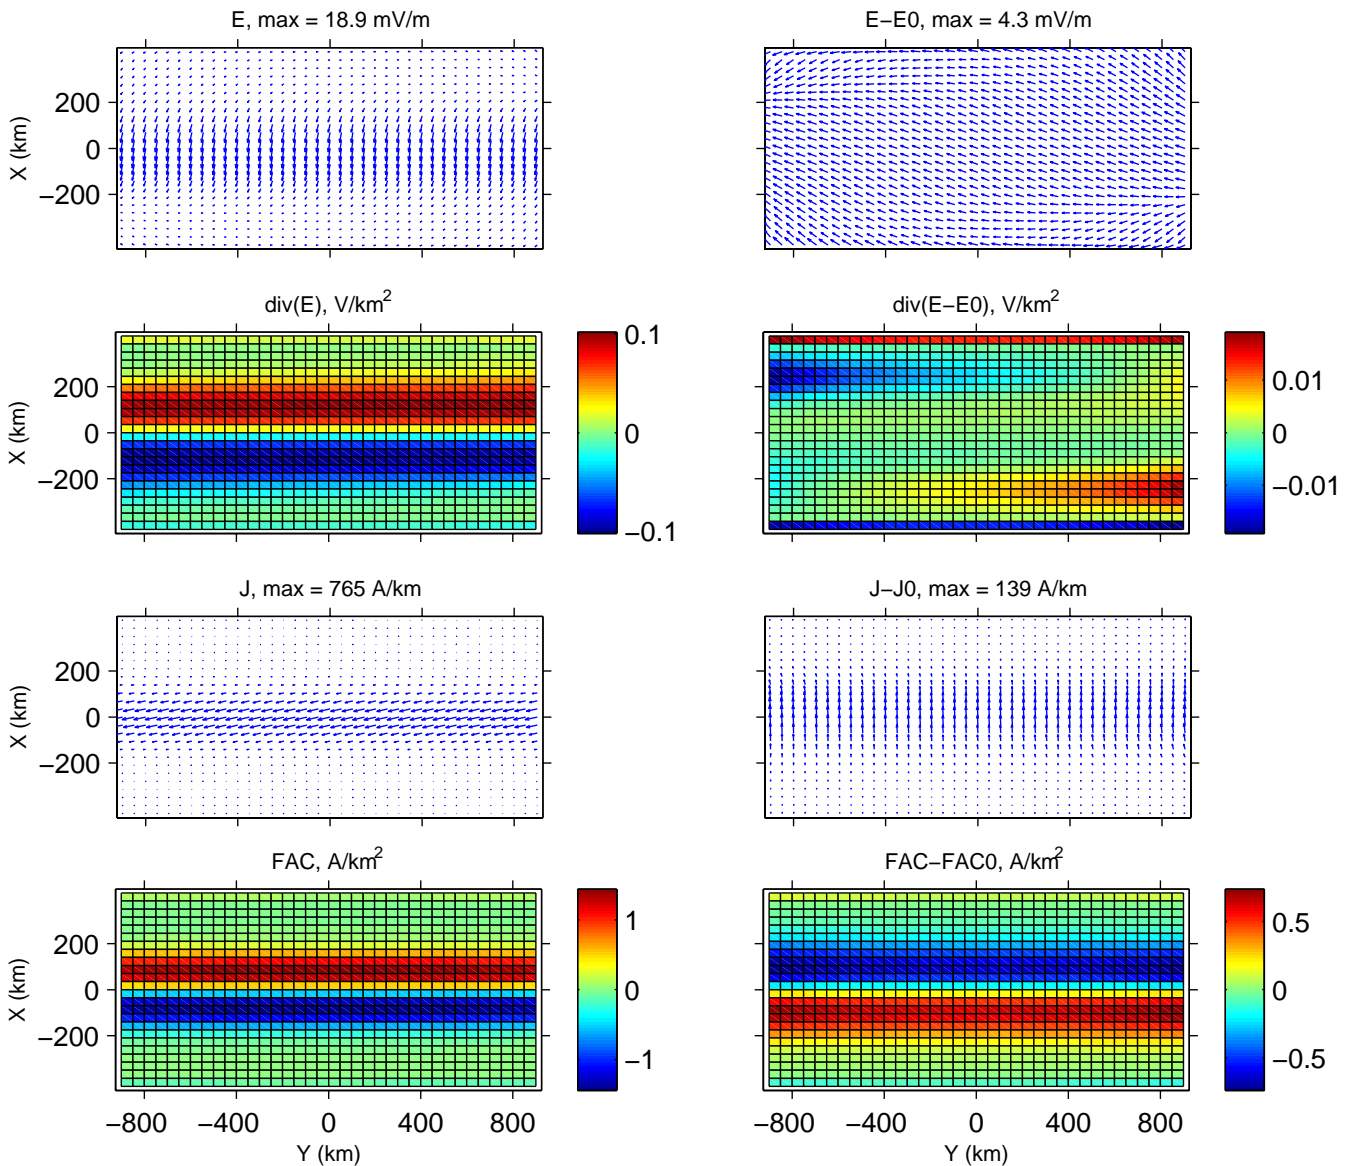 E, max = 18.9 mV/m
E−E0, max = 4.3 mV/m
X (km)
200
0
−200
div(E), V/km²
div(E−E0), V/km²
X (km)
200
0
−200
0.1
0
−0.1
0.01
0
−0.01
J, max = 765 A/km
J−J0, max = 139 A/km
X (km)
200
0
−200
FAC, A/km²
FAC−FAC0, A/km²
X (km)
200
0
−200
1
0
−1
0.5
0
−0.5
−800 −400 0 400 800
−800 −400 0 400 800
Y (km)
Y (km)